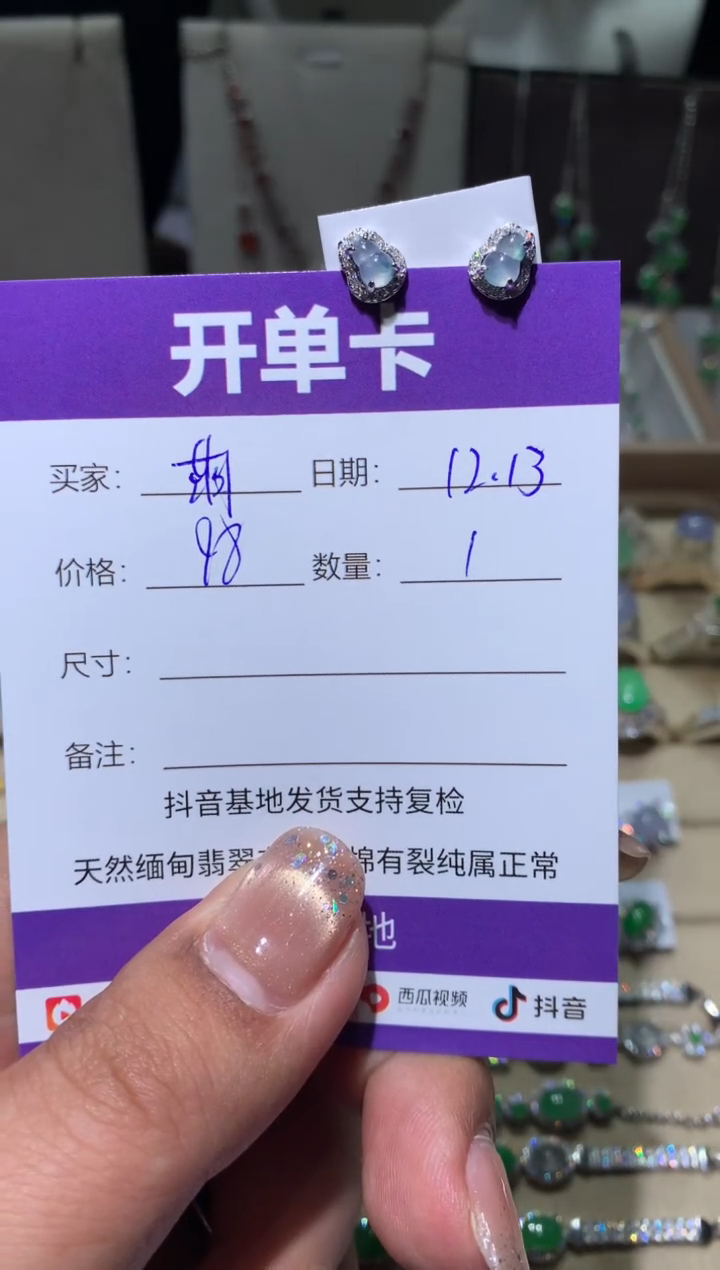 开单卡
买家： 日期：12.13
价格：98 数量：1
尺寸：
备注：
抖音基地发货支持复检
天然缅甸翡翠 棉有裂纯属正常
地
西瓜视频 抖音